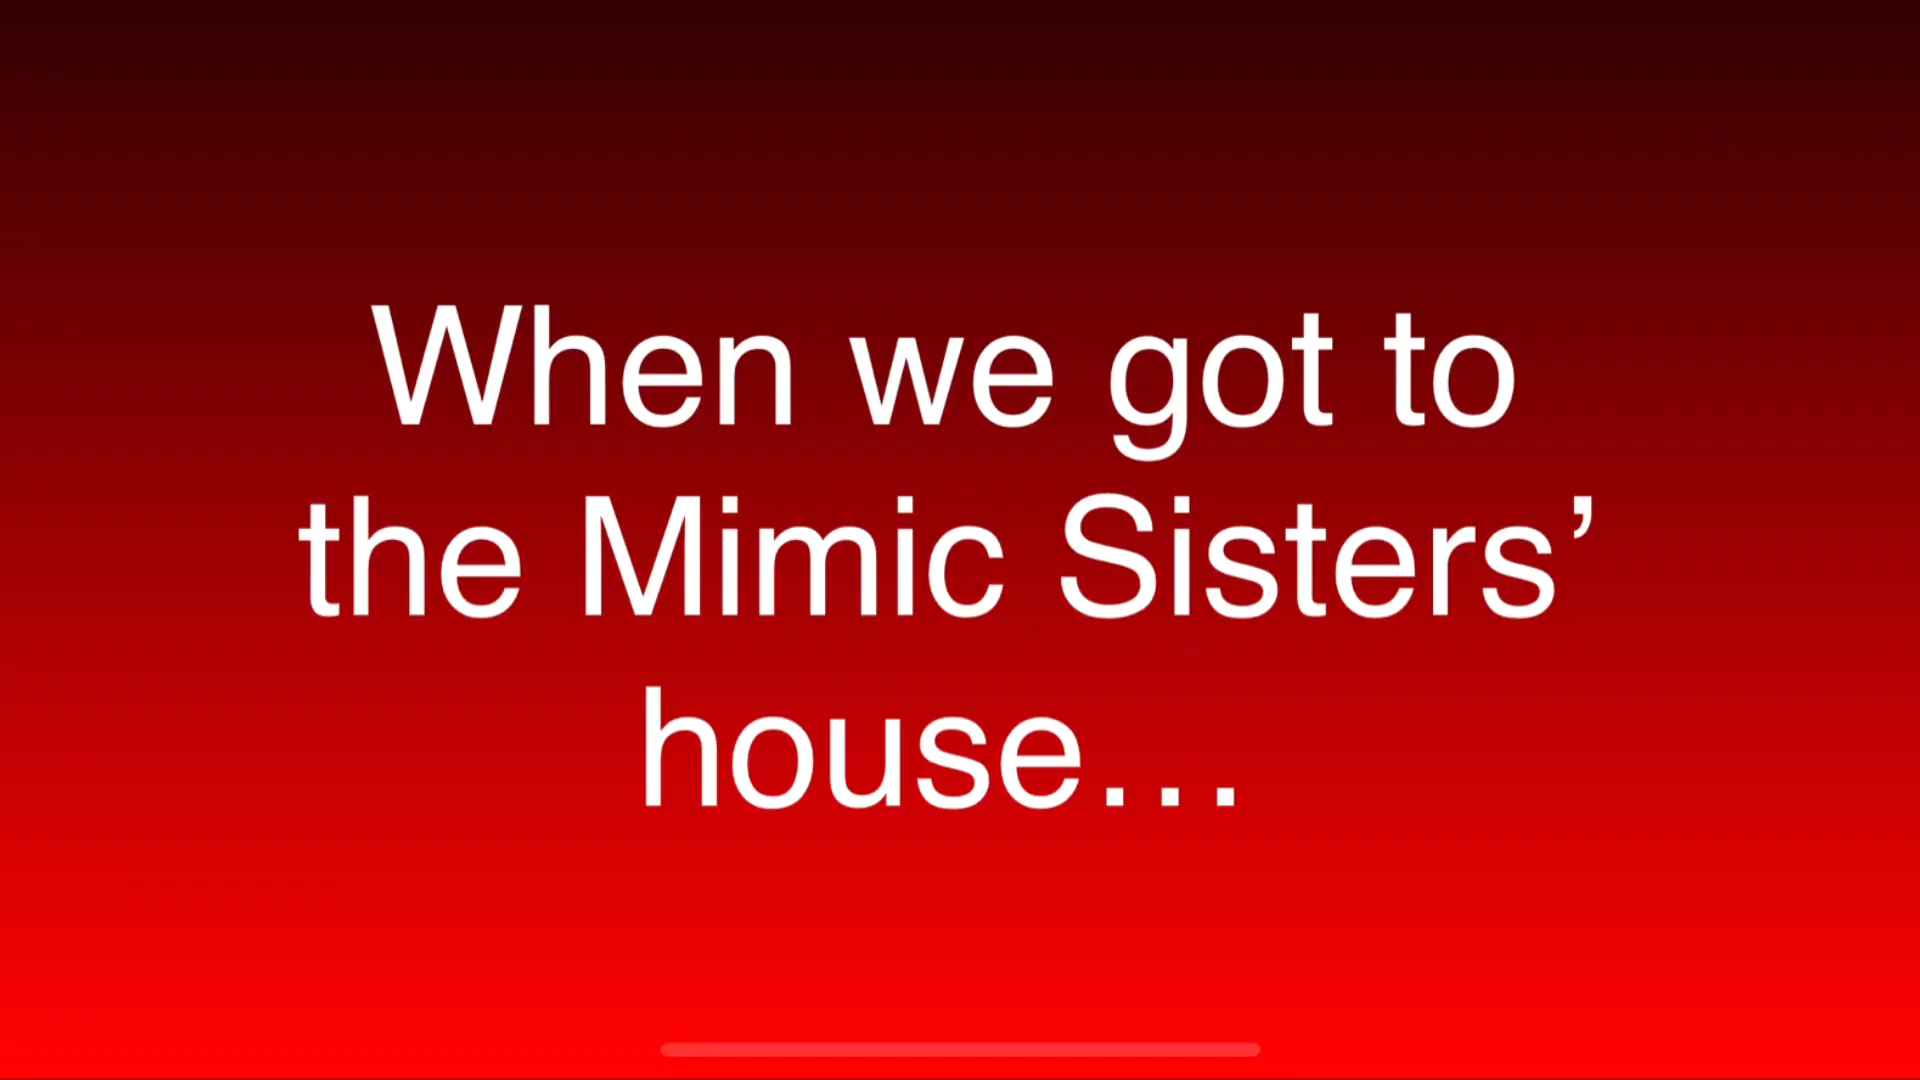 When we got to
the Mimic Sisters’
house…